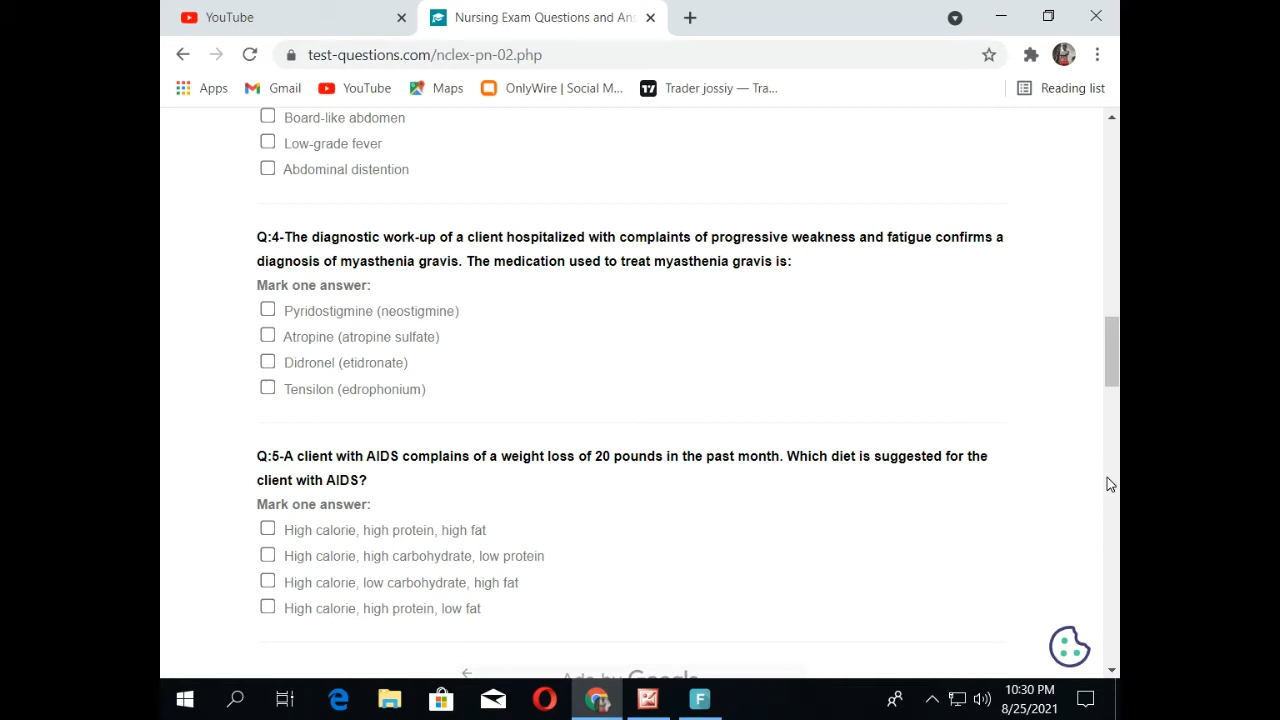 YouTube
Nursing Exam Questions and Ans
test-questions.com/nclex-pn-02.php
Apps Gmail YouTube Maps OnlyWire | Social M... Trader jossiy — Tra... Reading list
Board-like abdomen
Low-grade fever
Abdominal distention
Q:4-The diagnostic work-up of a client hospitalized with complaints of progressive weakness and fatigue confirms a
diagnosis of myasthenia gravis. The medication used to treat myasthenia gravis is:
Mark one answer:
Pyridostigmine (neostigmine)
Atropine (atropine sulfate)
Didronel (etidronate)
Tensilon (edrophonium)
Q:5-A client with AIDS complains of a weight loss of 20 pounds in the past month. Which diet is suggested for the
client with AIDS?
Mark one answer:
High calorie, high protein, high fat
High calorie, high carbohydrate, low protein
High calorie, low carbohydrate, high fat
High calorie, high protein, low fat
Ads by Google
10:30 PM
8/25/2021